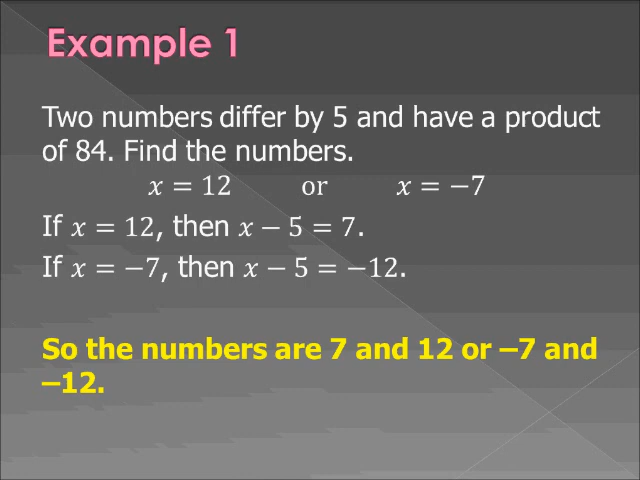 Example 1
Two numbers differ by 5 and have a product
of 84. Find the numbers.
x = 12 or x = −7
If x = 12, then x − 5 = 7.
If x = −7, then x − 5 = −12.
So the numbers are 7 and 12 or –7 and
–12.